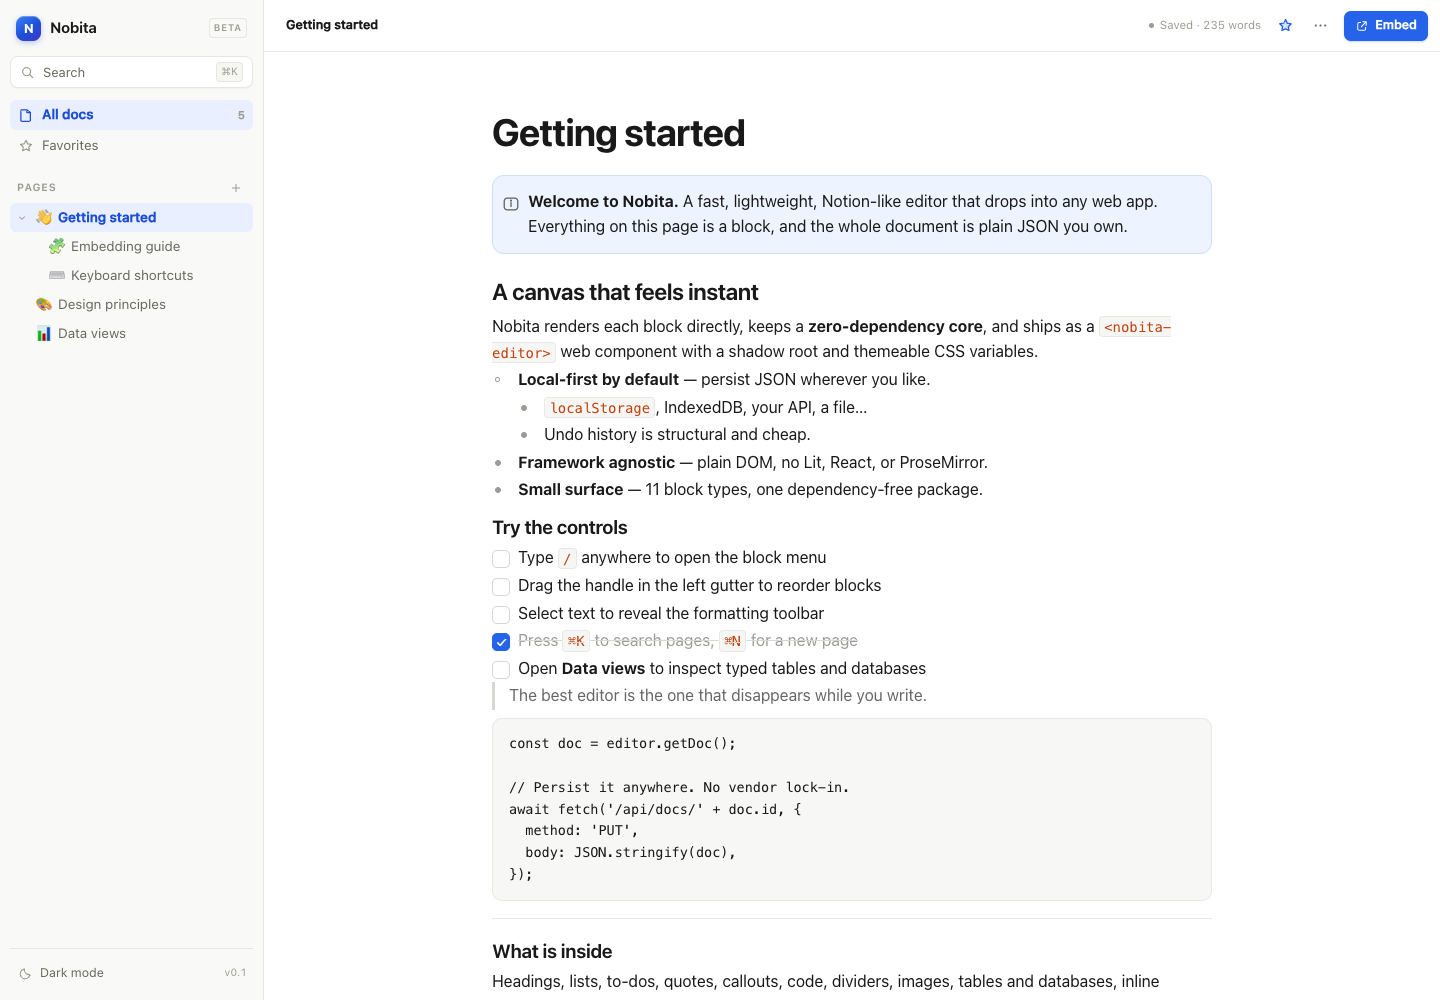 N Nobita BETA
Search ⌘K
All docs 5
Favorites
PAGES +
Getting started
Embedding guide
Keyboard shortcuts
Design principles
Data views
Dark mode v0.1
Getting started
Saved · 235 words
Embed
Getting started
Welcome to Nobita. A fast, lightweight, Notion-like editor that drops into any web app.
Everything on this page is a block, and the whole document is plain JSON you own.
A canvas that feels instant
Nobita renders each block directly, keeps a zero-dependency core, and ships as a <nobita-
editor> web component with a shadow root and themeable CSS variables.
Local-first by default — persist JSON wherever you like.
localStorage, IndexedDB, your API, a file...
Undo history is structural and cheap.
Framework agnostic — plain DOM, no Lit, React, or ProseMirror.
Small surface — 11 block types, one dependency-free package.
Try the controls
Type / anywhere to open the block menu
Drag the handle in the left gutter to reorder blocks
Select text to reveal the formatting toolbar
Press ⌘K to search pages, ⌘N for a new page
Open Data views to inspect typed tables and databases
The best editor is the one that disappears while you write.
const doc = editor.getDoc();
// Persist it anywhere. No vendor lock-in.
await fetch('/api/docs/' + doc.id, {
  method: 'PUT',
  body: JSON.stringify(doc),
});
What is inside
Headings, lists, to-dos, quotes, callouts, code, dividers, images, tables and databases, inline